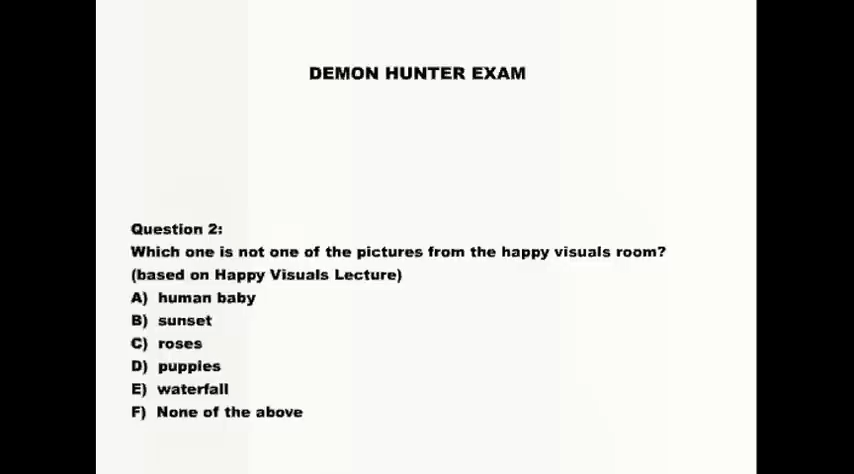 DEMON HUNTER EXAM
Question 2:
Which one is not one of the pictures from the happy visuals room?
(based on Happy Visuals Lecture)
A) human baby
B) sunset
C) roses
D) puppies
E) waterfall
F) None of the above